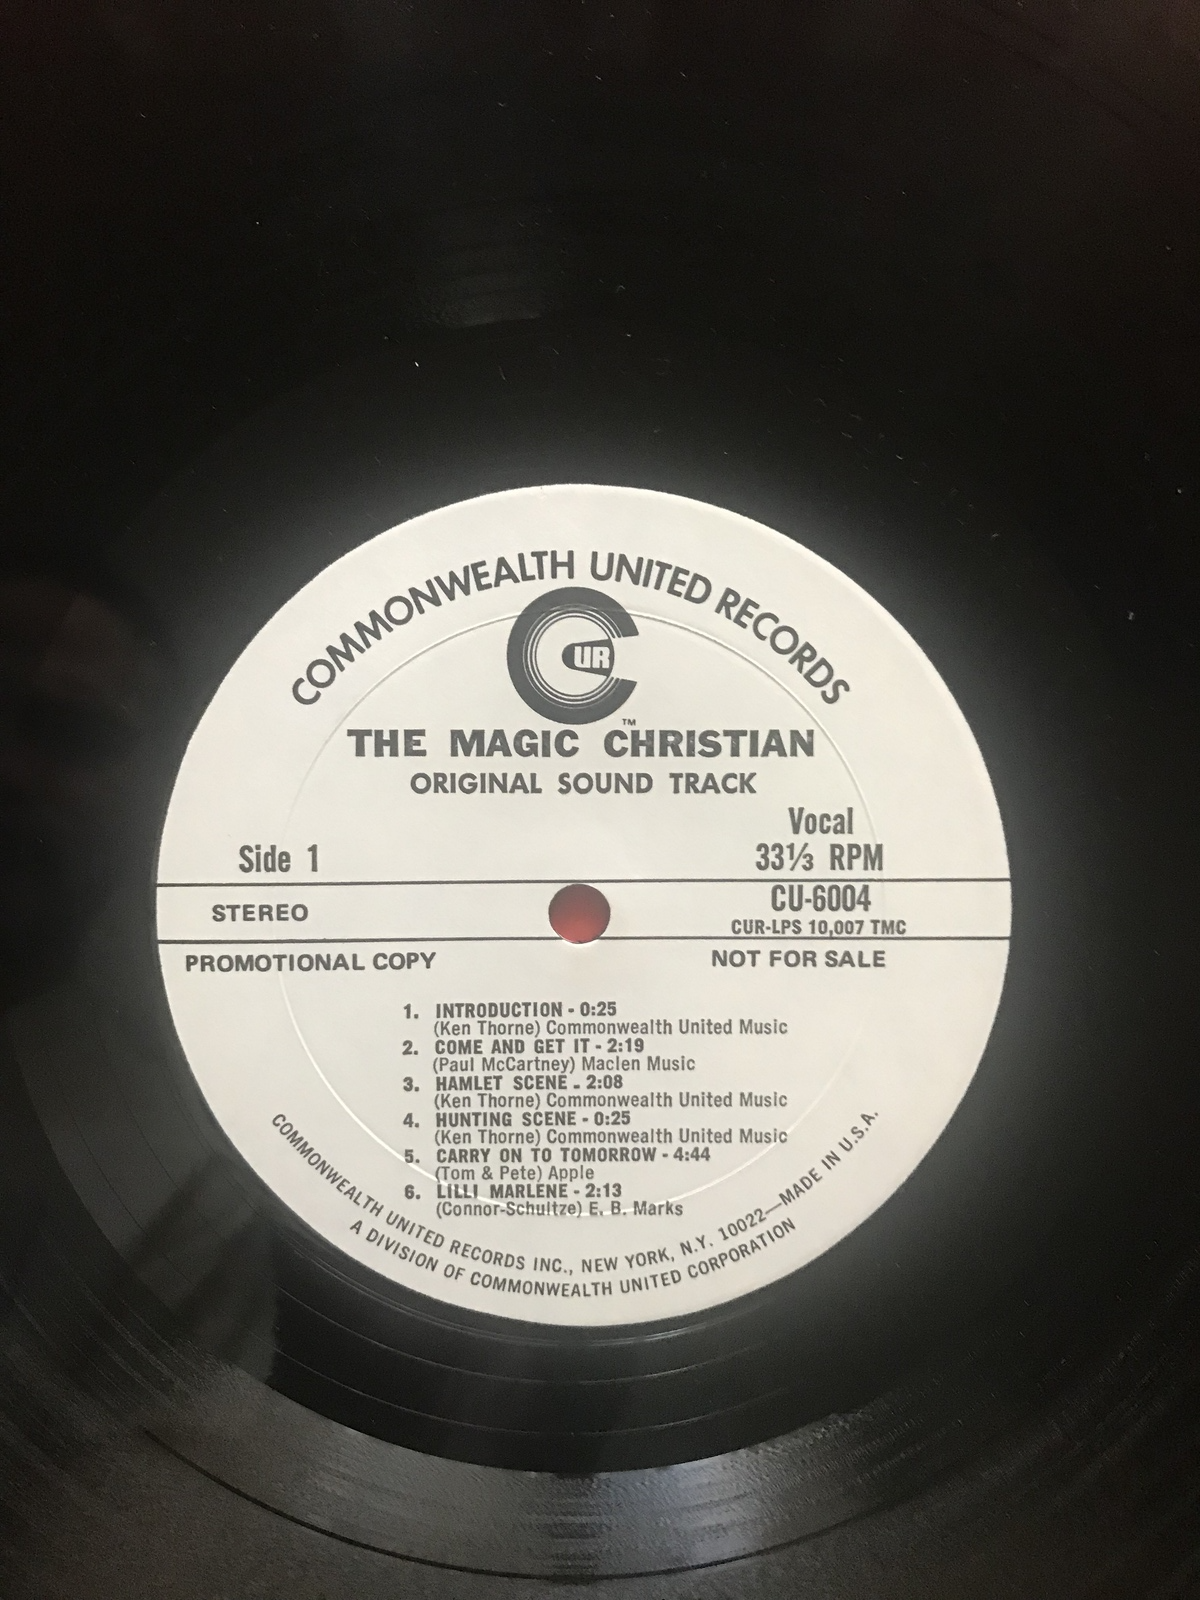 COMMONWEALTH UNITED RECORDS
CUR
™
THE MAGIC CHRISTIAN
ORIGINAL SOUND TRACK
Vocal
Side 1
33⅓ RPM
STEREO
CU-6004
CUR-LPS 10,007 TMC
PROMOTIONAL COPY
NOT FOR SALE
1. INTRODUCTION - 0:25
(Ken Thorne) Commonwealth United Music
2. COME AND GET IT - 2:19
(Paul McCartney) Maclen Music
3. HAMLET SCENE - 2:08
(Ken Thorne) Commonwealth United Music
4. HUNTING SCENE - 0:25
(Ken Thorne) Commonwealth United Music
5. CARRY ON TO TOMORROW - 4:44
(Tom & Pete) Apple
6. LILLI MARLENE - 2:13
(Connor-Schultze) E. B. Marks
COMMONWEALTH UNITED RECORDS INC., NEW YORK, N.Y. 10022—MADE IN U.S.A.
A DIVISION OF COMMONWEALTH UNITED CORPORATION